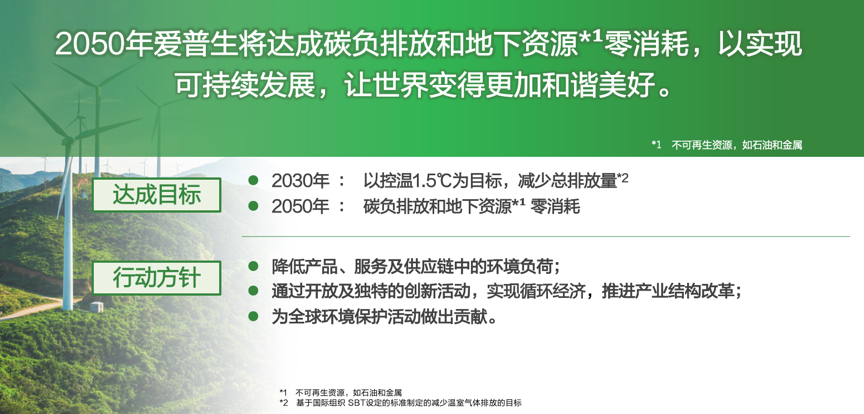 2050年爱普生将达成碳负排放和地下资源*1零消耗，以实现
可持续发展，让世界变得更加和谐美好。
*1 不可再生资源，如石油和金属
达成目标
● 2030年 ： 以控温1.5℃为目标，减少总排放量*2
● 2050年 ： 碳负排放和地下资源*1 零消耗
行动方针
● 降低产品、服务及供应链中的环境负荷；
● 通过开放及独特的创新活动，实现循环经济，推进产业结构改革；
● 为全球环境保护活动做出贡献。
*1 不可再生资源，如石油和金属
*2 基于国际组织 SBT设定的标准制定的减少温室气体排放的目标